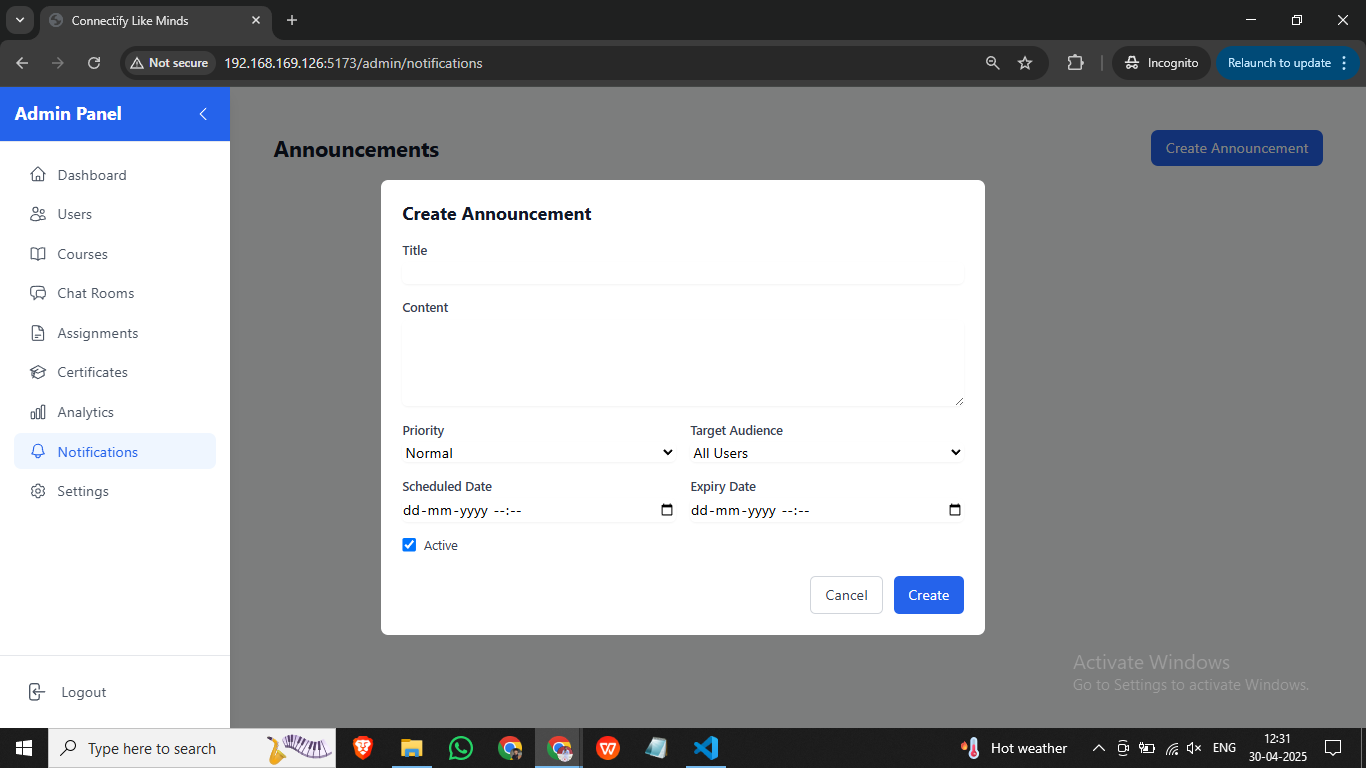 Connectify Like Minds
Not secure
192.168.169.126:5173/admin/notifications
Incognito
Relaunch to update
Admin Panel
Dashboard
Users
Courses
Chat Rooms
Assignments
Certificates
Analytics
Notifications
Settings
Logout
Announcements
Create Announcement
Create Announcement
Title
Content
Priority
Target Audience
Normal
All Users
Scheduled Date
Expiry Date
dd-mm-yyyy --:--
dd-mm-yyyy --:--
Active
Cancel
Create
Activate Windows
Go to Settings to activate Windows.
Type here to search
Hot weather
ENG
12:31
30-04-2025